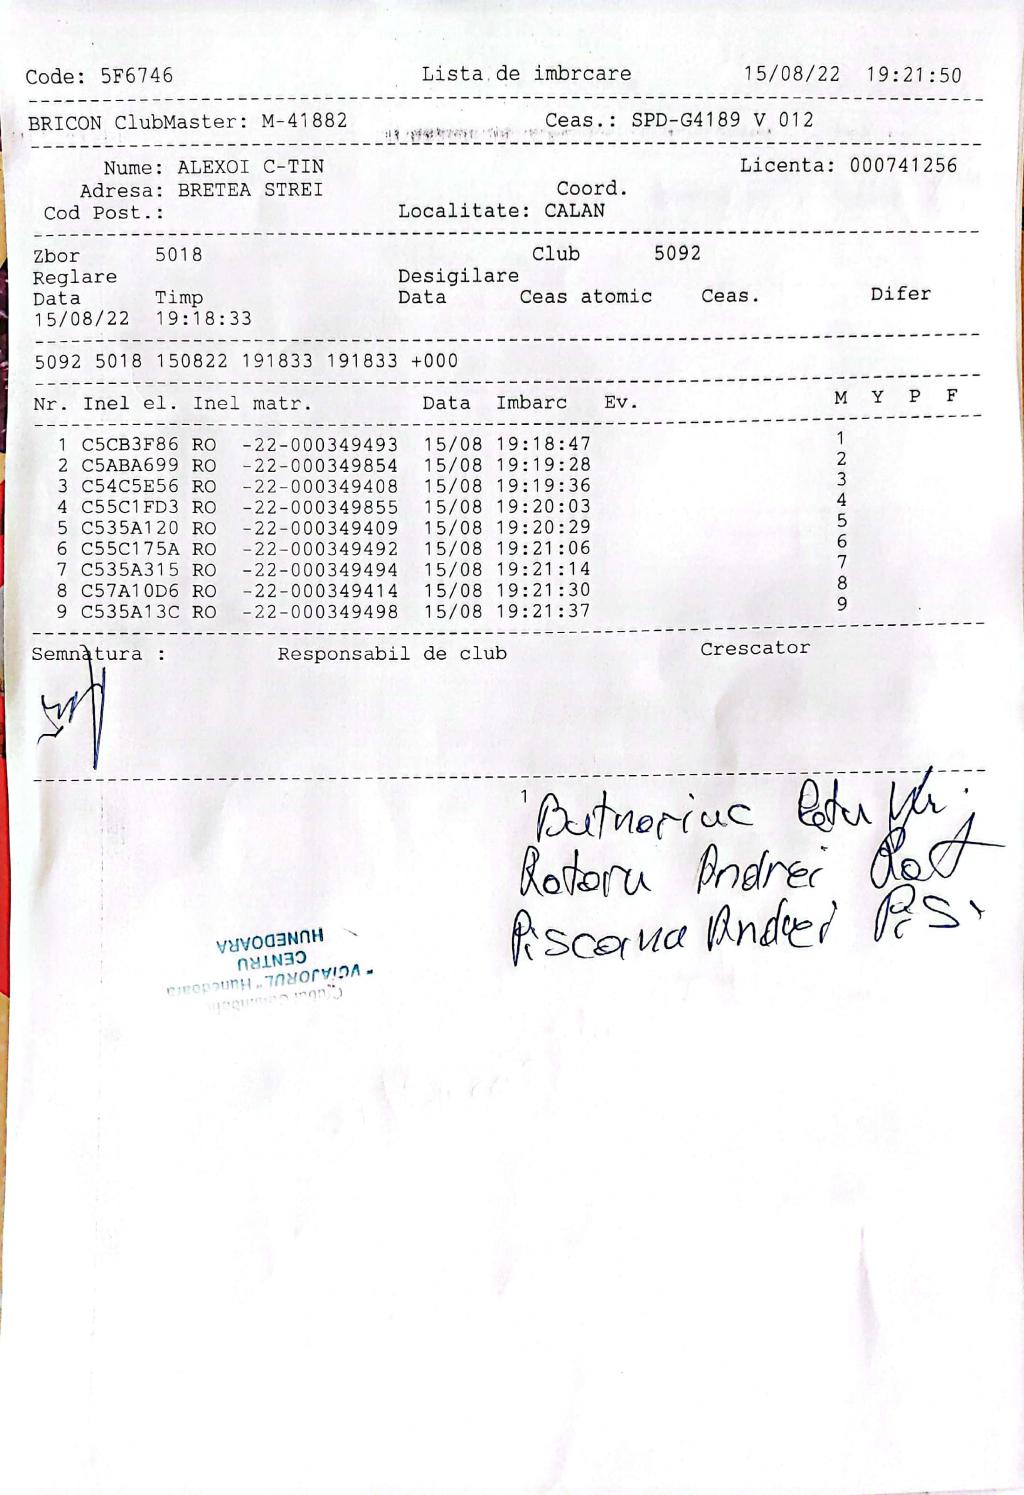 Code: 5F6746 Lista de imbrcare 15/08/22 19:21:50
BRICON ClubMaster: M-41882 Ceas.: SPD-G4189 V 012
Nume: ALEXOI C-TIN Licenta: 000741256
Adresa: BRETEA STREI Coord.
Cod Post.: Localitate: CALAN
Zbor 5018 Club 5092
Reglare Desigilare
Data Timp Data Ceas atomic Ceas. Difer
15/08/22 19:18:33
5092 5018 150822 191833 191833 +000
Nr. Inel el. Inel matr. Data Imbarc Ev. M Y P F
1 C5CB3F86 RO -22-000349493 15/08 19:18:47 1
2 C5ABA699 RO -22-000349854 15/08 19:19:28 2
3 C54C5E56 RO -22-000349408 15/08 19:19:36 3
4 C55C1FD3 RO -22-000349855 15/08 19:20:03 4
5 C535A120 RO -22-000349409 15/08 19:20:29 5
6 C55C175A RO -22-000349492 15/08 19:21:06 6
7 C535A315 RO -22-000349494 15/08 19:21:14 7
8 C57A10D6 RO -22-000349414 15/08 19:21:30 8
9 C535A13C RO -22-000349498 15/08 19:21:37 9
Semnatura : Responsabil de club Crescator
1
Butnariuc
Rotaru Andrei Rot
Andrei Pis.
"VOIAJORUL" Hunedoara
CENTRU
HUNEDOARA